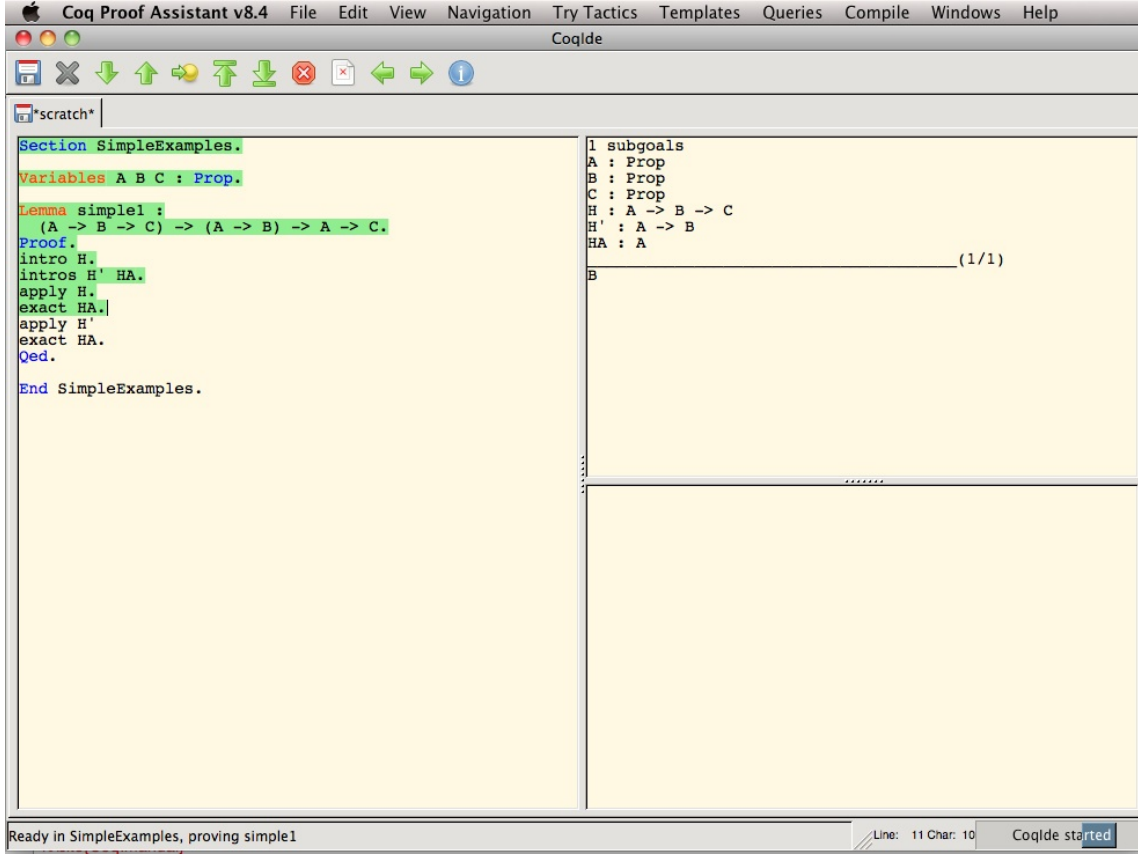 Coq Proof Assistant v8.4 File Edit View Navigation Try Tactics Templates Queries Compile Windows Help
CoqIde
*scratch*
Section SimpleExamples.
Variables A B C : Prop.
Lemma simple1 :
(A -> B -> C) -> (A -> B) -> A -> C.
Proof.
intro H.
intros H' HA.
apply H.
exact HA.
apply H'
exact HA.
Qed.
End SimpleExamples.
1 subgoals
A : Prop
B : Prop
C : Prop
H : A -> B -> C
H' : A -> B
HA : A
______________________________________(1/1)
B
Ready in SimpleExamples, proving simple1
Line: 11 Char: 10
CoqIde started